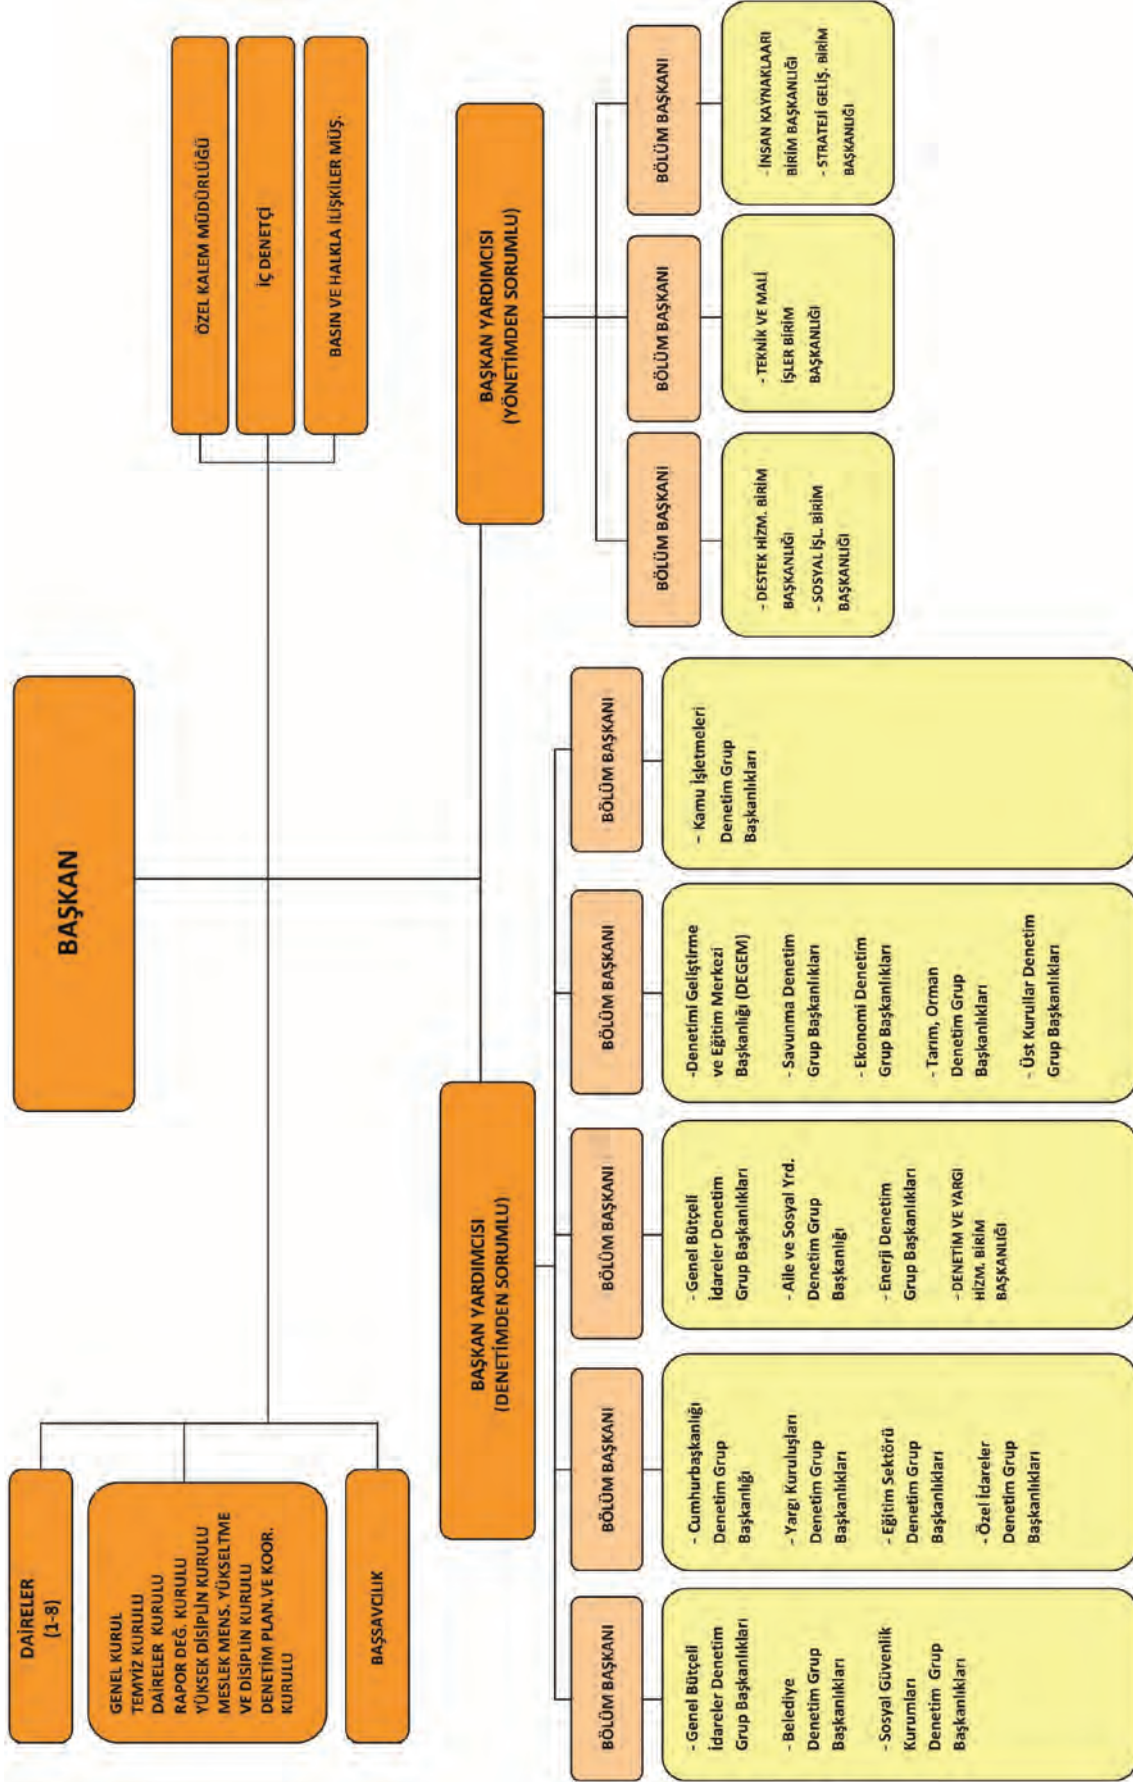 BAŞKAN
DAİRELER
(1-8)
GENEL KURUL
TEMYİZ KURULU
DAİRELER KURULU
RAPOR DEĞ. KURULU
YÜKSEK DİSİPLİN KURULU
MESLEK MENS. YÜKSELTME
VE DİSİPLİN KURULU
DENETİM PLAN.VE KOOR.
KURULU
BAŞSAVCILIK
ÖZEL KALEM MÜDÜRLÜĞÜ
İÇ DENETÇİ
BASIN VE HALKLA İLİŞKİLER MÜŞ.
BAŞKAN YARDIMCISI
(DENETİMDEN SORUMLU)
BAŞKAN YARDIMCISI
(YÖNETİMDEN SORUMLU)
BÖLÜM BAŞKANI
- Genel Bütçeli
İdareler Denetim
Grup Başkanlıkları
- Belediye
Denetim Grup
Başkanlıkları
- Sosyal Güvenlik
Kurumları
Denetim Grup
Başkanlıkları
BÖLÜM BAŞKANI
- Cumhurbaşkanlığı
Denetim Grup
Başkanlığı
- Yargı Kuruluşları
Denetim Grup
Başkanlıkları
- Eğitim Sektörü
Denetim Grup
Başkanlıkları
- Özel İdareler
Denetim Grup
Başkanlıkları
BÖLÜM BAŞKANI
- Genel Bütçeli
İdareler Denetim
Grup Başkanlıkları
- Aile ve Sosyal Yrd.
Denetim Grup
Başkanlığı
- Enerji Denetim
Grup Başkanlıkları
- DENETİM VE YARGI
HİZM. BİRİM
BAŞKANLIĞI
BÖLÜM BAŞKANI
-Denetimi Geliştirme
ve Eğitim Merkezi
Başkanlığı (DEGEM)
- Savunma Denetim
Grup Başkanlıkları
- Ekonomi Denetim
Grup Başkanlıkları
- Tarım, Orman
Denetim Grup
Başkanlıkları
- Üst Kurullar Denetim
Grup Başkanlıkları
BÖLÜM BAŞKANI
- Kamu İşletmeleri
Denetim Grup
Başkanlıkları
BÖLÜM BAŞKANI
- DESTEK HİZM. BİRİM
BAŞKANLIĞI
- SOSYAL İŞL. BİRİM
BAŞKANLIĞI
BÖLÜM BAŞKANI
- TEKNİK VE MALİ
İŞLER BİRİM
BAŞKANLIĞI
BÖLÜM BAŞKANI
- İNSAN KAYNAKLAARI
BİRİM BAŞKANLIĞI
- STRATEJİ GELİŞ. BİRİM
BAŞKANLIĞI